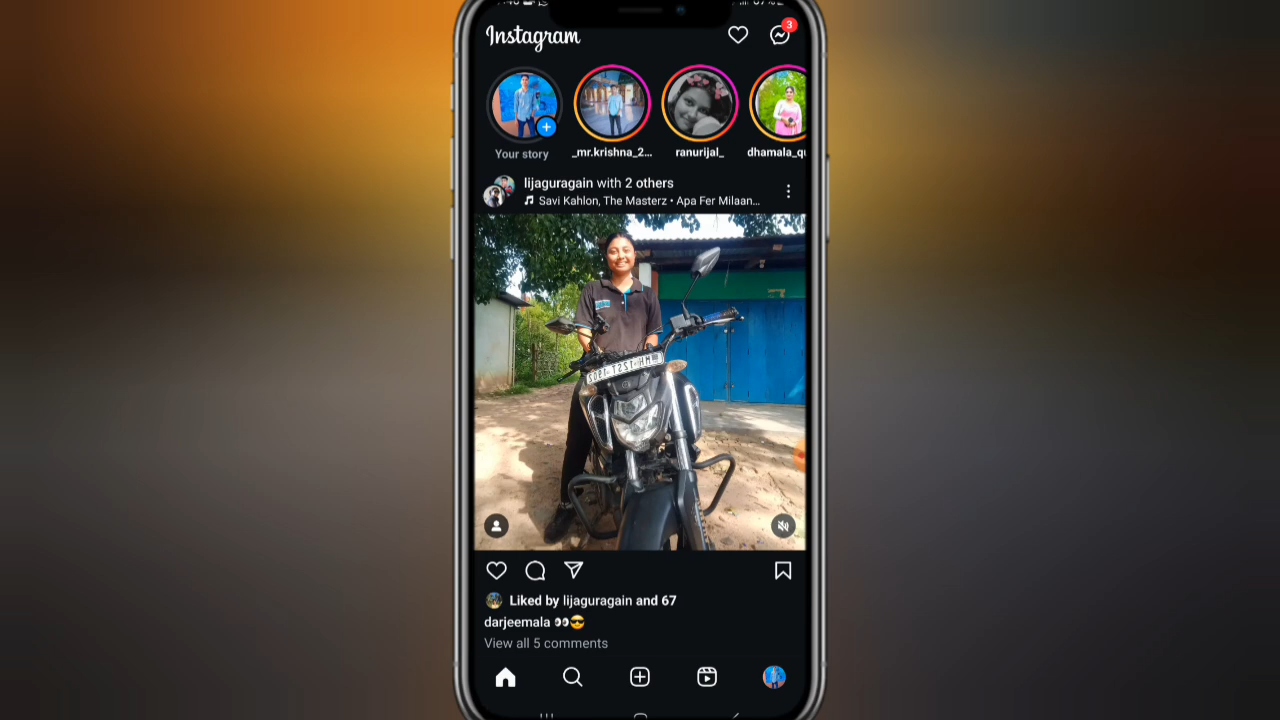 Instagram
3
Your story
_mr.krishna_2...
ranurijal_
dhamala_qu
lijaguragain with 2 others
Savi Kahlon, The Masterz • Apa Fer Milaan...
Liked by lijaguragain and 67
darjeemala 👀😎
View all 5 comments